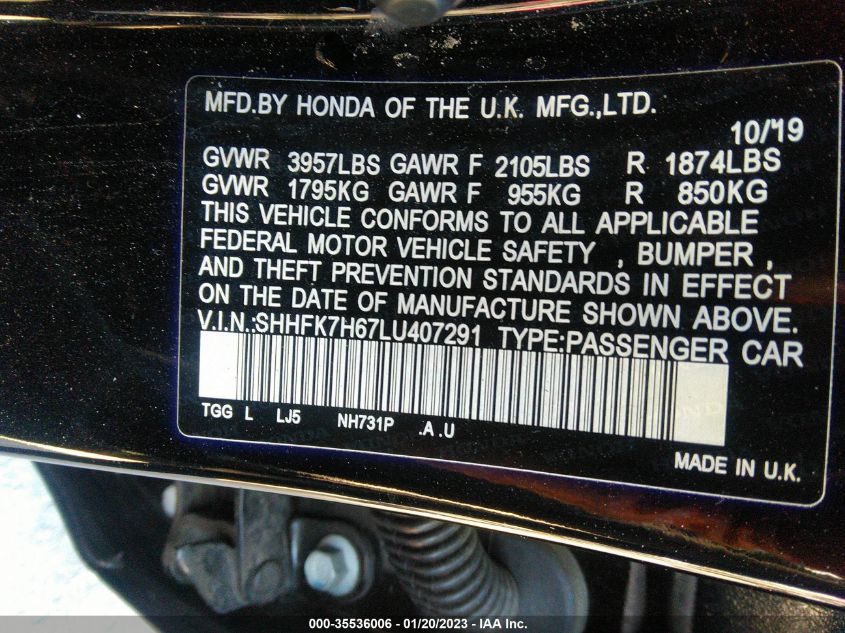 MFD.BY HONDA OF THE U.K. MFG.,LTD.
10/19
GVWR 3957LBS GAWR F 2105LBS R 1874LBS
GVWR 1795KG GAWR F 955KG R 850KG
THIS VEHICLE CONFORMS TO ALL APPLICABLE
FEDERAL MOTOR VEHICLE SAFETY , BUMPER ,
AND THEFT PREVENTION STANDARDS IN EFFECT
ON THE DATE OF MANUFACTURE SHOWN ABOVE.
V.I.N.:SHHFK7H67LU407291 TYPE:PASSENGER CAR
TGG L LJ5 NH731P .A .U
MADE IN U.K.
000-35536006 - 01/20/2023 - IAA Inc.